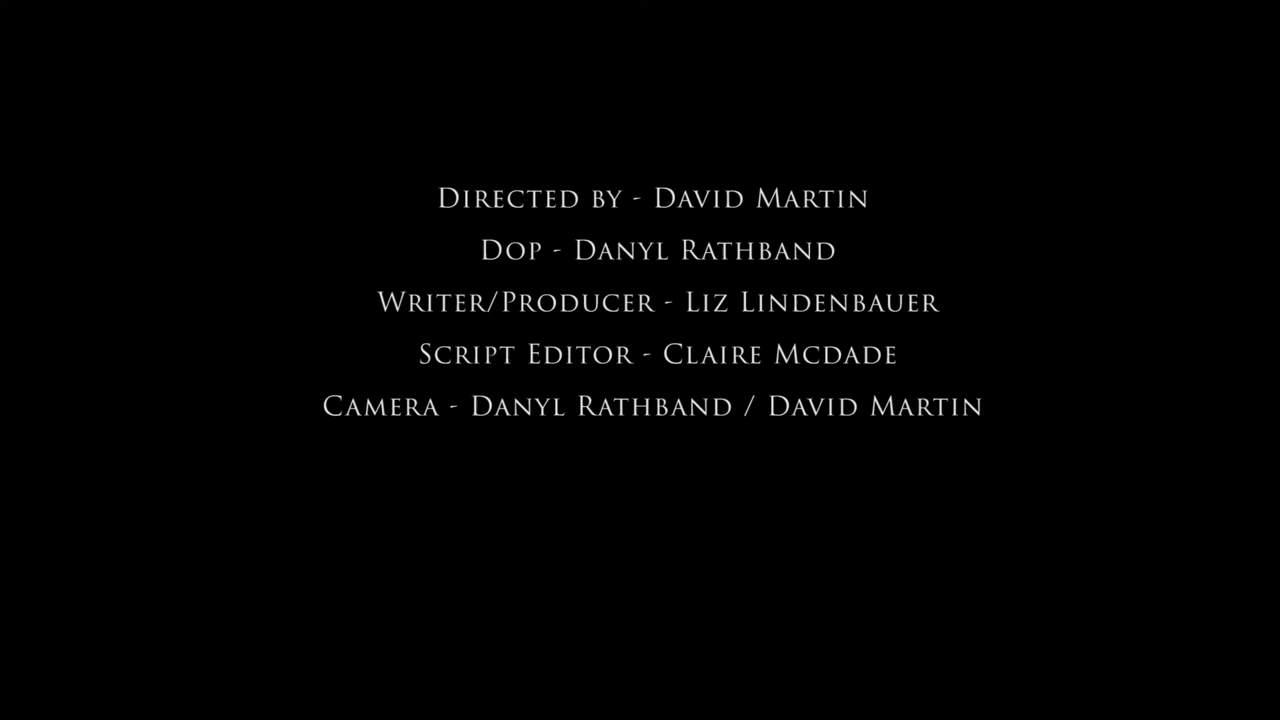 Directed by - David Martin
Dop - Danyl Rathband
Writer/Producer - Liz Lindenbauer
Script Editor - Claire Mcdade
Camera - Danyl Rathband / David Martin